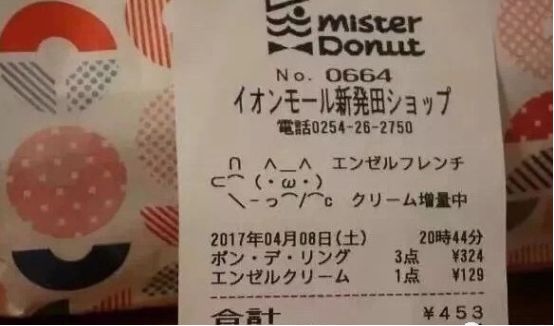 mister
Donut
No. 0664
イオンモール新発田ショップ
電話0254-26-2750
∩ ∧＿∧ エンゼルフレンチ
⊂⌒ (・ω・)
＼-っ⌒/⌒c クリーム増量中
2017年04月08日(土) 20時44分
ポン・デ・リング 3点 ¥324
エンゼルクリーム 1点 ¥129
合計 ¥453